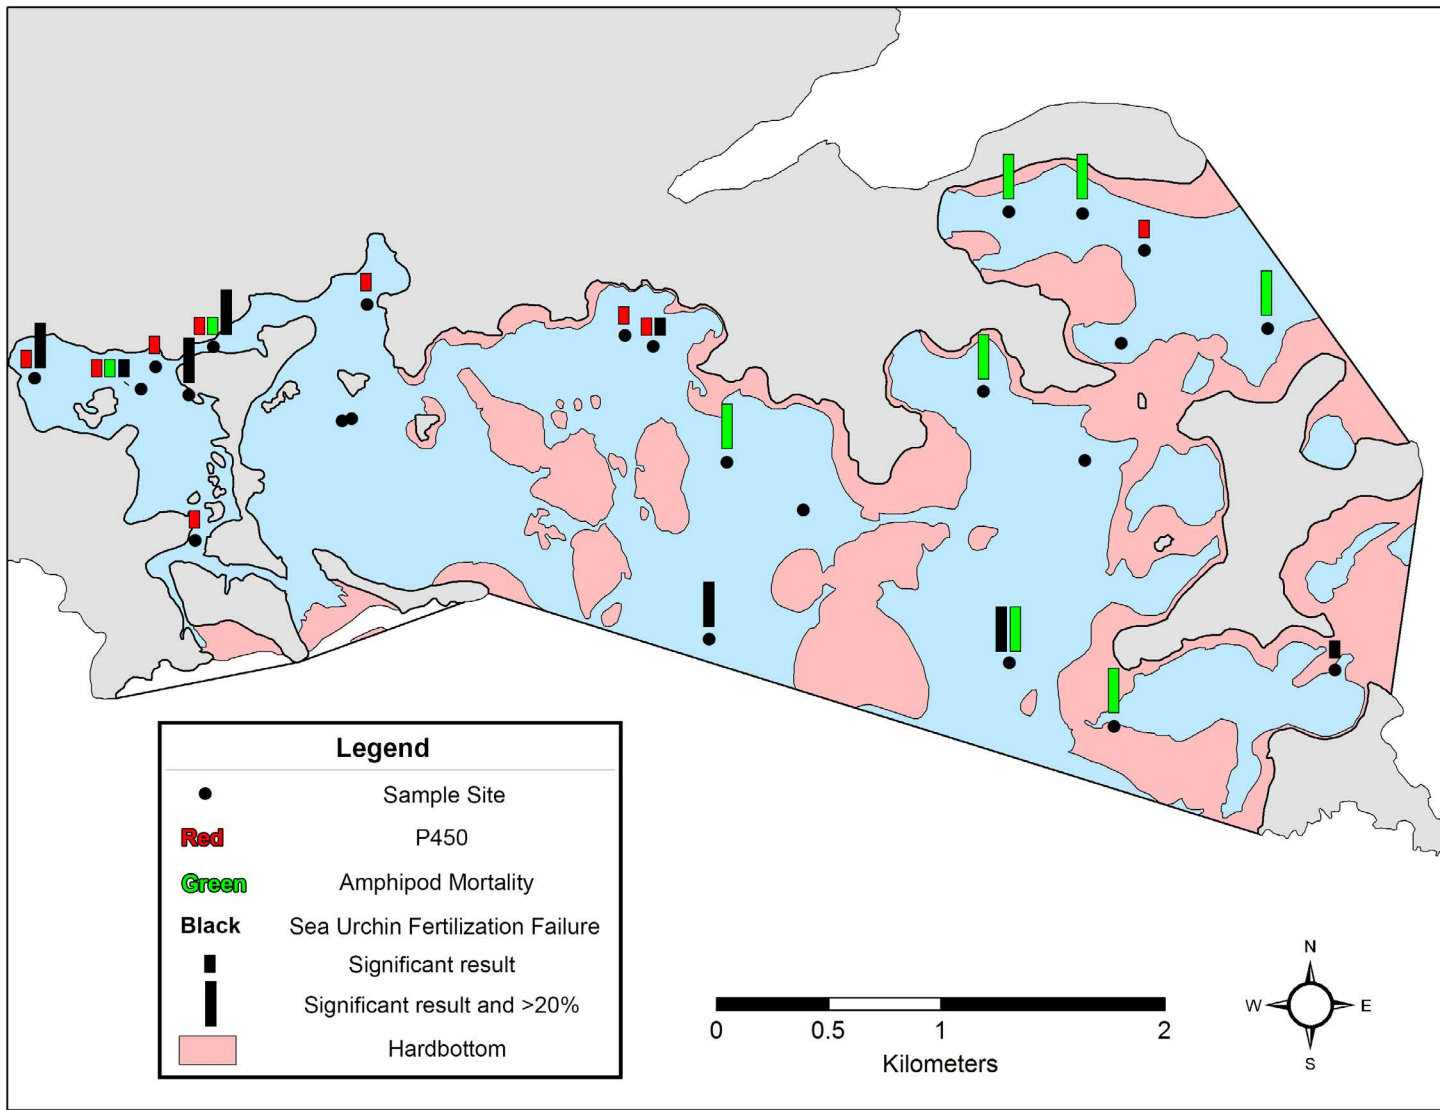 Legend
Sample Site
Red P450
Green Amphipod Mortality
Black Sea Urchin Fertilization Failure
Significant result
Significant result and >20%
Hardbottom
0 0.5 1 2
Kilometers
N
W E
S